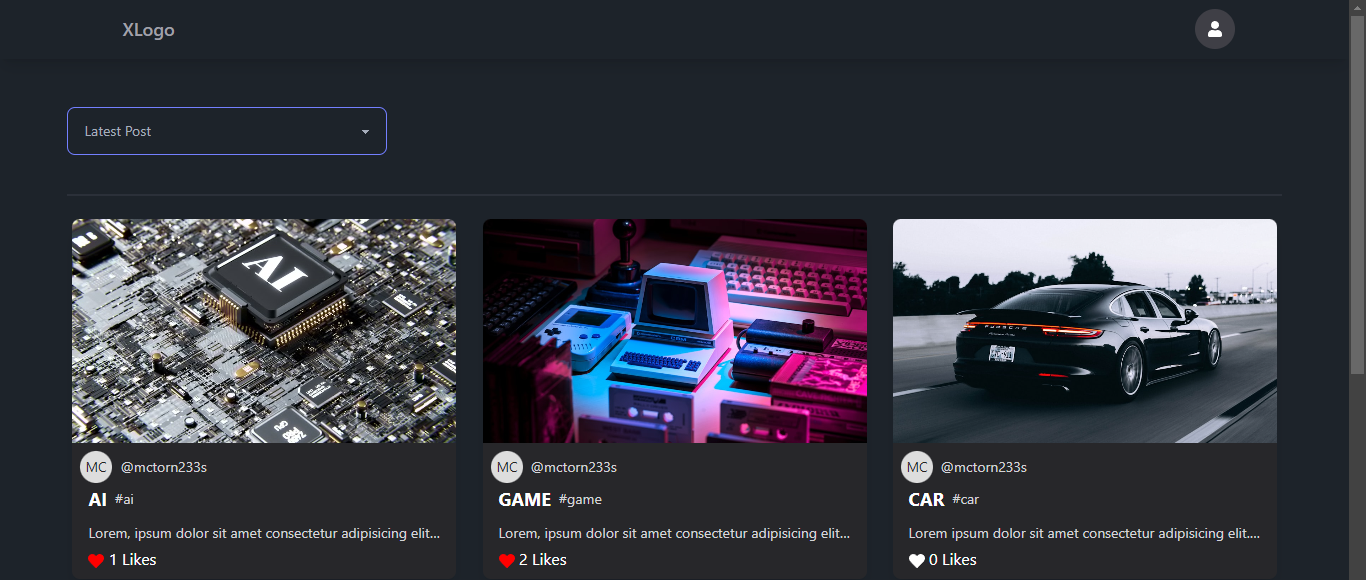 XLogo
Latest Post
AI
PORSCHE
MC @mctorn233s
AI #ai
Lorem, ipsum dolor sit amet consectetur adipisicing elit...
1 Likes
MC @mctorn233s
GAME #game
Lorem, ipsum dolor sit amet consectetur adipisicing elit...
2 Likes
MC @mctorn233s
CAR #car
Lorem ipsum dolor sit amet consectetur adipisicing elit....
0 Likes